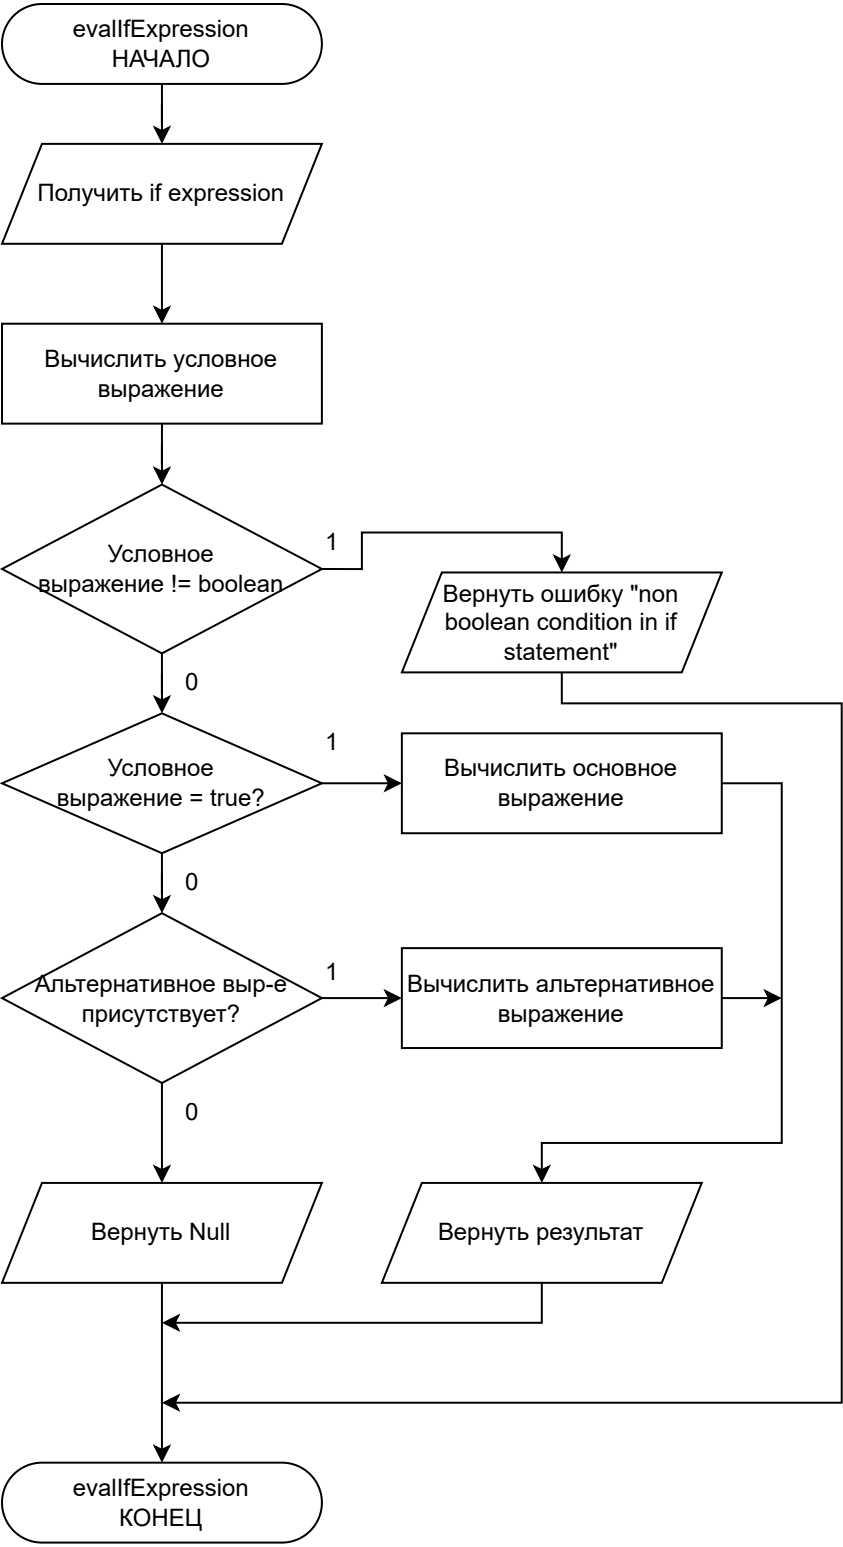 evalIfExpression
НАЧАЛО
Получить if expression
Вычислить условное
выражение
Условное
выражение != boolean
1
Вернуть ошибку "non
boolean condition in if
statement"
0
Условное
выражение = true?
1
Вычислить основное
выражение
0
Альтернативное выр-е
присутствует?
1
Вычислить альтернативное
выражение
0
Вернуть Null
Вернуть результат
evalIfExpression
КОНЕЦ